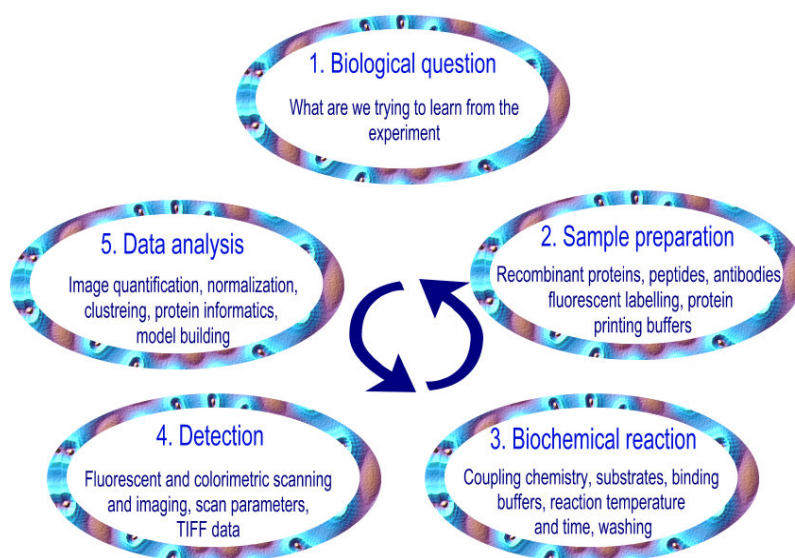 1. Biological question
What are we trying to learn from the
experiment
2. Sample preparation
Recombinant proteins, peptides, antibodies
fluorescent labelling, protein
printing buffers
3. Biochemical reaction
Coupling chemistry, substrates, binding
buffers, reaction temperature
and time, washing
4. Detection
Fluorescent and colorimetric scanning
and imaging, scan parameters,
TIFF data
5. Data analysis
Image quantification, normalization,
clustreing, protein informatics,
model building